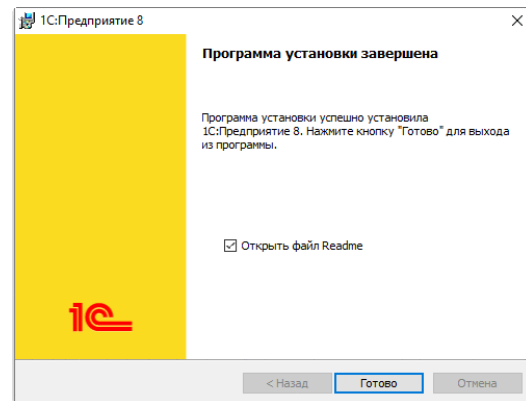 1С:Предприятие 8
Программа установки завершена
Программа установки успешно установила
1С:Предприятие 8. Нажмите кнопку "Готово" для выхода
из программы.
Открыть файл Readme
1С
< Назад
Готово
Отмена